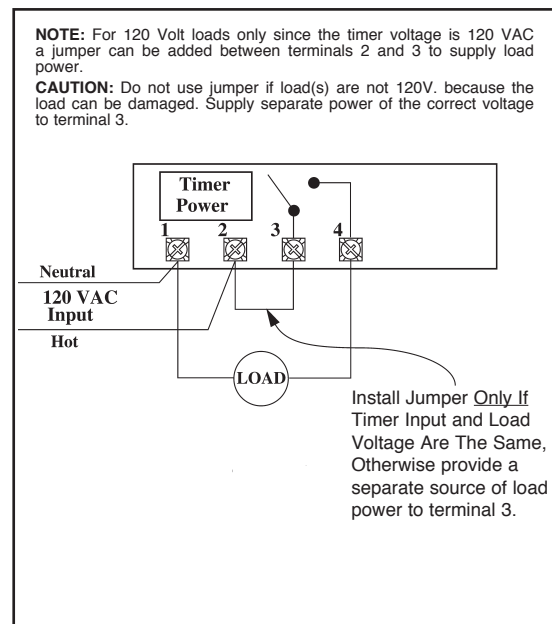 NOTE: For 120 Volt loads only since the timer voltage is 120 VAC
a jumper can be added between terminals 2 and 3 to supply load
power.
CAUTION: Do not use jumper if load(s) are not 120V. because the
load can be damaged. Supply separate power of the correct voltage
to terminal 3.
Timer
Power
1 2 3 4
Neutral
120 VAC
Input
Hot
LOAD
Install Jumper Only If
Timer Input and Load
Voltage Are The Same,
Otherwise provide a
separate source of load
power to terminal 3.